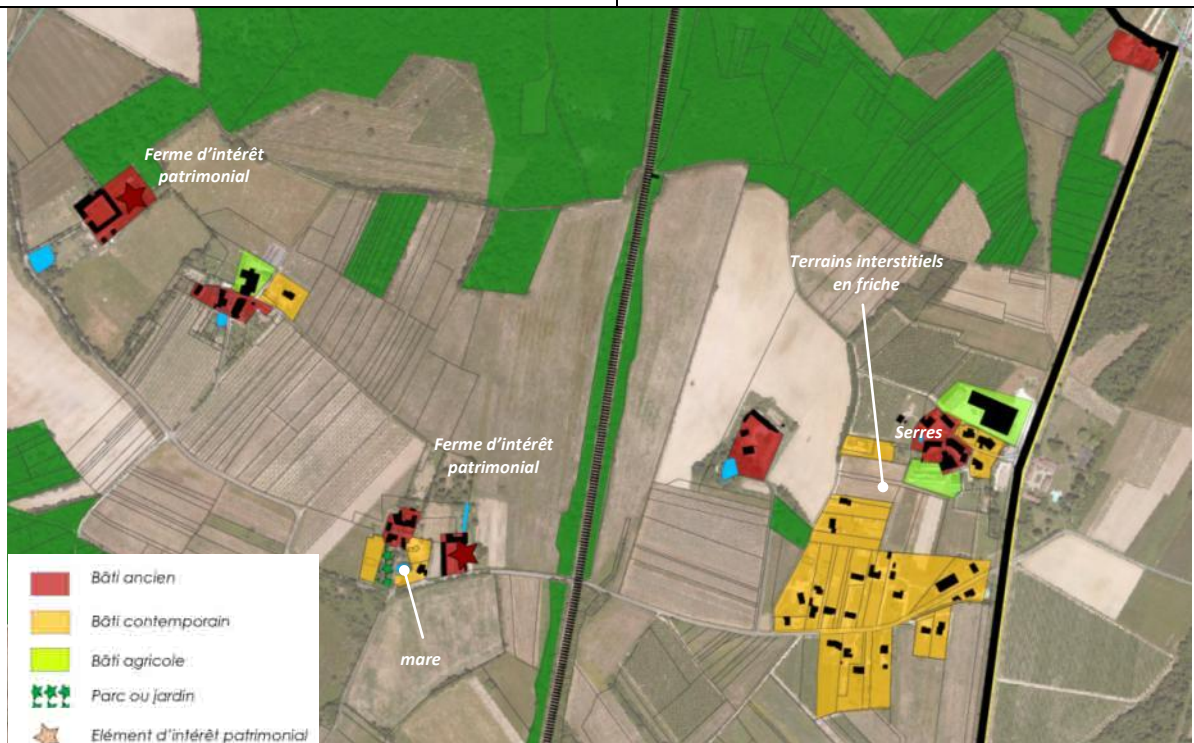 Ferme d'intérêt
patrimonial
Terrains interstitiels
en friche
Serres
Ferme d'intérêt
patrimonial
mare
Bâti ancien
Bâti contemporain
Bâti agricole
Parc ou jardin
Elément d'intérêt patrimonial